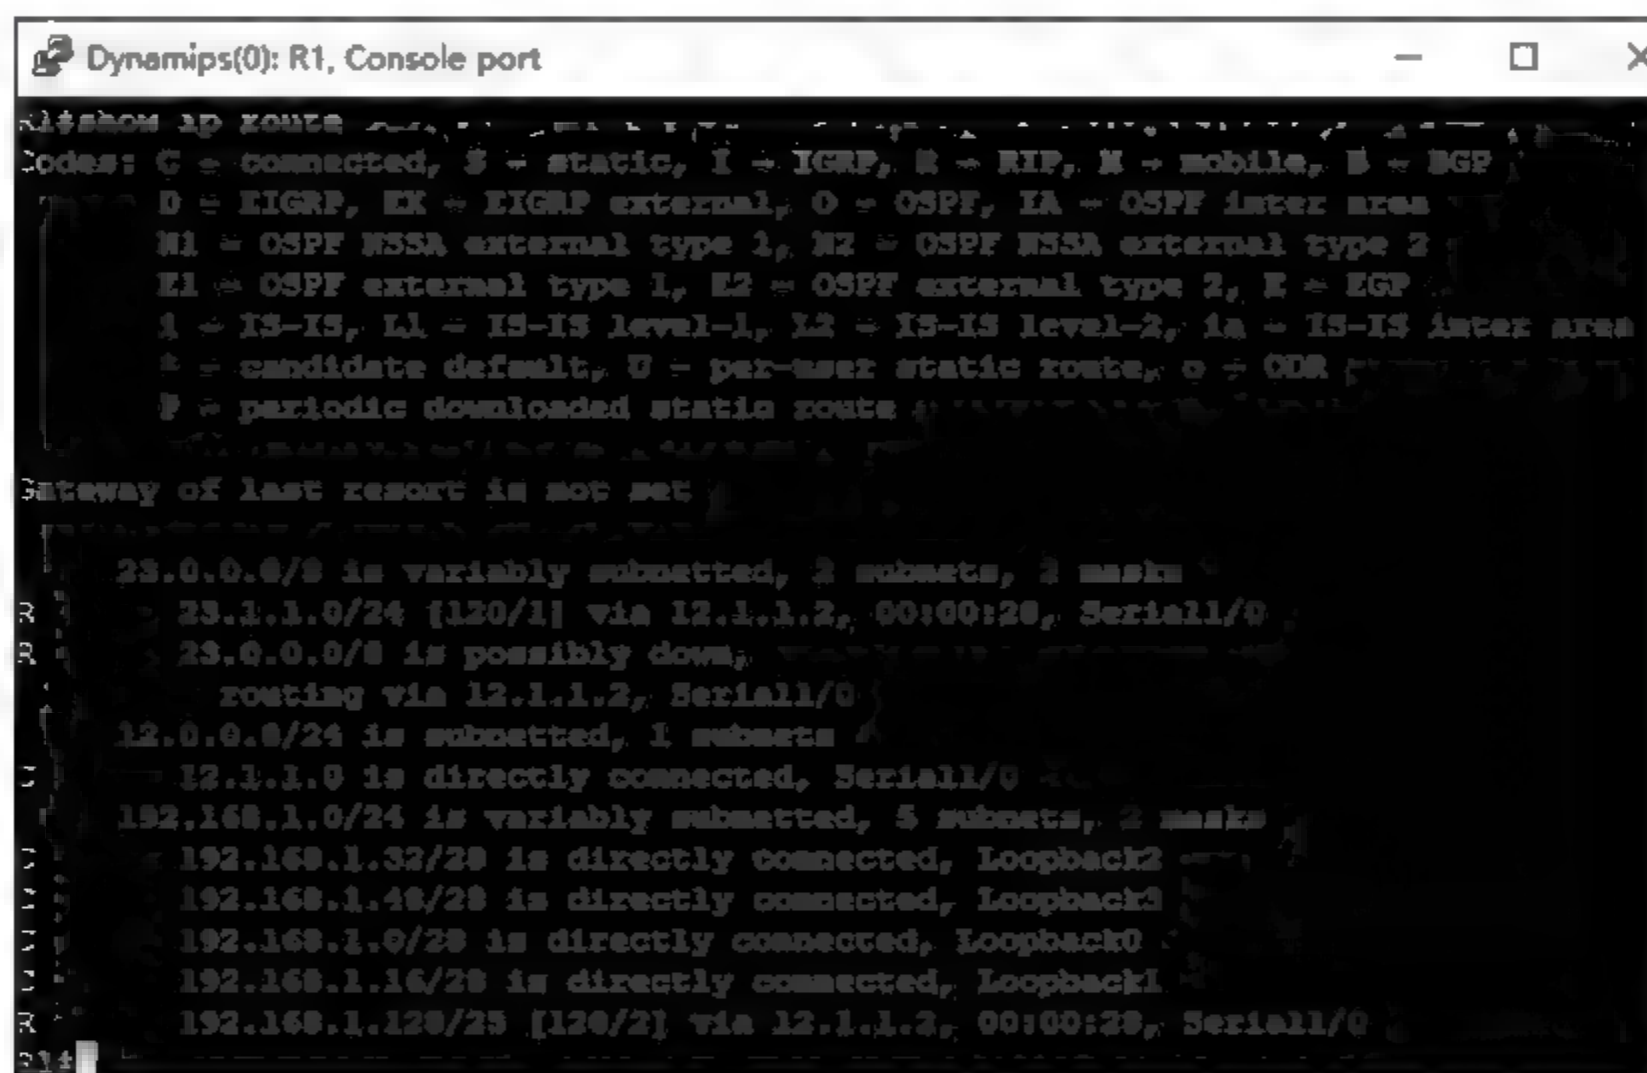 Dynamips(0): R1, Console port
R1#show ip route
Codes: C - connected, S - static, I - IGRP, R - RIP, M - mobile, B - BGP
D - EIGRP, EX - EIGRP external, O - OSPF, IA - OSPF inter area
N1 - OSPF NSSA external type 1, N2 - OSPF NSSA external type 2
E1 - OSPF external type 1, E2 - OSPF external type 2, E - EGP
i - IS-IS, L1 - IS-IS level-1, L2 - IS-IS level-2, ia - IS-IS inter area
* - candidate default, U - per-user static route, o - ODR
P - periodic downloaded static route
Gateway of last resort is not set
23.0.0.0/8 is variably subnetted, 2 subnets, 2 masks
R 23.1.1.0/24 [120/1] via 12.1.1.2, 00:00:28, Serial1/0
R 23.0.0.0/8 is possibly down,
routing via 12.1.1.2, Serial1/0
12.0.0.0/24 is subnetted, 1 subnets
C 12.1.1.0 is directly connected, Serial1/0
192.168.1.0/24 is variably subnetted, 5 subnets, 2 masks
C 192.168.1.32/28 is directly connected, Loopback2
C 192.168.1.48/28 is directly connected, Loopback3
C 192.168.1.0/28 is directly connected, Loopback0
C 192.168.1.16/28 is directly connected, Loopback1
R 192.168.1.128/25 [120/2] via 12.1.1.2, 00:00:28, Serial1/0
R1#